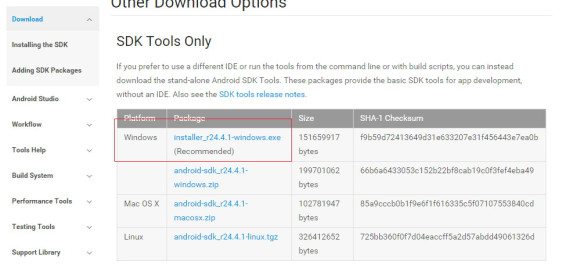 Other Download Options
Download
Installing the SDK
Adding SDK Packages
Android Studio
Workflow
Tools Help
Build System
Performance Tools
Testing Tools
Support Library
SDK Tools Only
If you prefer to use a different IDE or run the tools from the command line or with build scripts, you can instead
download the stand-alone Android SDK Tools. These packages provide the basic SDK tools for app development,
without an IDE. Also see the SDK tools release notes.
Platform Package Size SHA-1 Checksum
Windows installer_r24.4.1-windows.exe 151659917 f9b59d72413649d31e633207e31f456443e7ea0b
(Recommended) bytes
android-sdk_r24.4.1- 199701062 66b6a6433053c152b22bf8cab19c0f3fef4eba49
windows.zip bytes
Mac OS X android-sdk_r24.4.1- 102781947 85a9cccb0b1f9e6f1f616335c5f07107553840cd
macosx.zip bytes
Linux android-sdk_r24.4.1-linux.tgz 326412652 725bb360f0f7d04eaccff5a2d57abdd49061326d
bytes